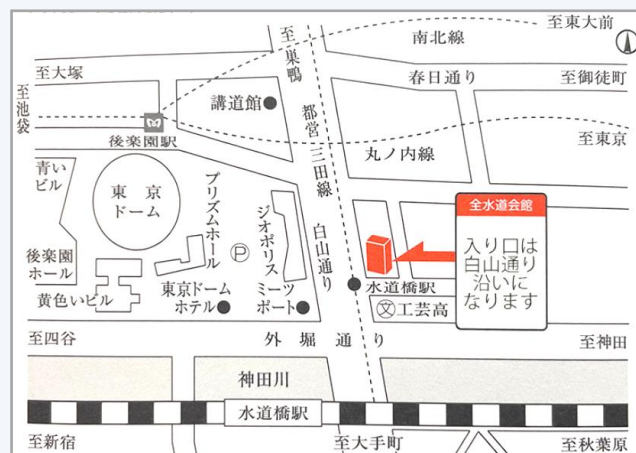 至東大前
南北線
至巣鴨
至大塚
春日通り
至御徒町
至池袋
講道館
都営三田線
後楽園駅
至東京
丸ノ内線
青いビル
東京ドーム
プリズムホール
ジオポリス
白山通り
全水道会館
入り口は
白山通り
沿いに
なります
P
後楽園
ホール
黄色いビル
東京ドーム
ホテル
ミーツ
ポート
水道橋駅
文工芸高
至四谷
外堀通り
至神田
神田川
水道橋駅
至新宿
至大手町
至秋葉原